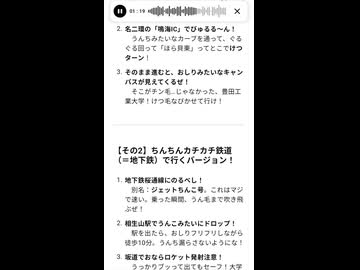 01:19
2. 名二環の「鳴海IC」でぴゅるる〜ん！
うんちみたいなカーブを通って、ぐる
ぐる回って「ほら貝東」ってとこでけつ
ターン！
3. そのまま進むと、おしりみたいなキャン
パスが見えてくるぜ！
そこがチン毛…じゃなかった、豊田工
業大学！けつ毛なびかせて行け！
【その2】ちんちんカチカチ鉄道
（＝地下鉄）で行くバージョン！
1. 地下鉄桜通線にのるべし！
別名：ジェットちんこ号。これはマジ
で速い。乗った瞬間、うん毛まで吹き飛
ぶぜ！
2. 相生山駅でうんこみたいにドロップ！
駅を出たら、おしりフリフリしながら
徒歩10分。うんち漏らさないようにな！
3. 坂道でおならロケット発射注意！
うっかりブッって出てもセーフ！大学